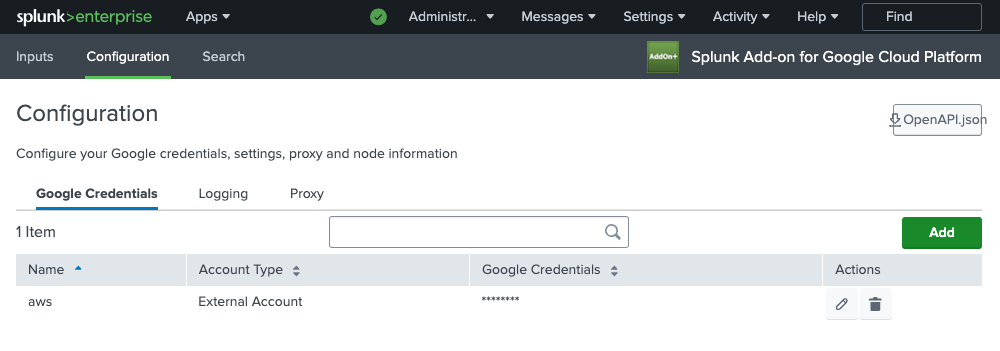 splunk>enterprise Apps Administr... Messages Settings Activity Help Find
Inputs Configuration Search AddOn+ Splunk Add-on for Google Cloud Platform
Configuration
OpenAPI.json
Configure your Google credentials, settings, proxy and node information
Google Credentials Logging Proxy
1 Item Add
Name Account Type Google Credentials Actions
aws External Account ********